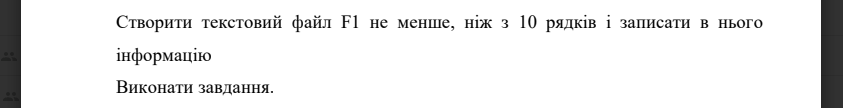 Створити текстовий файл F1 не менше, ніж з 10 рядків і записати в нього
інформацію
Виконати завдання.